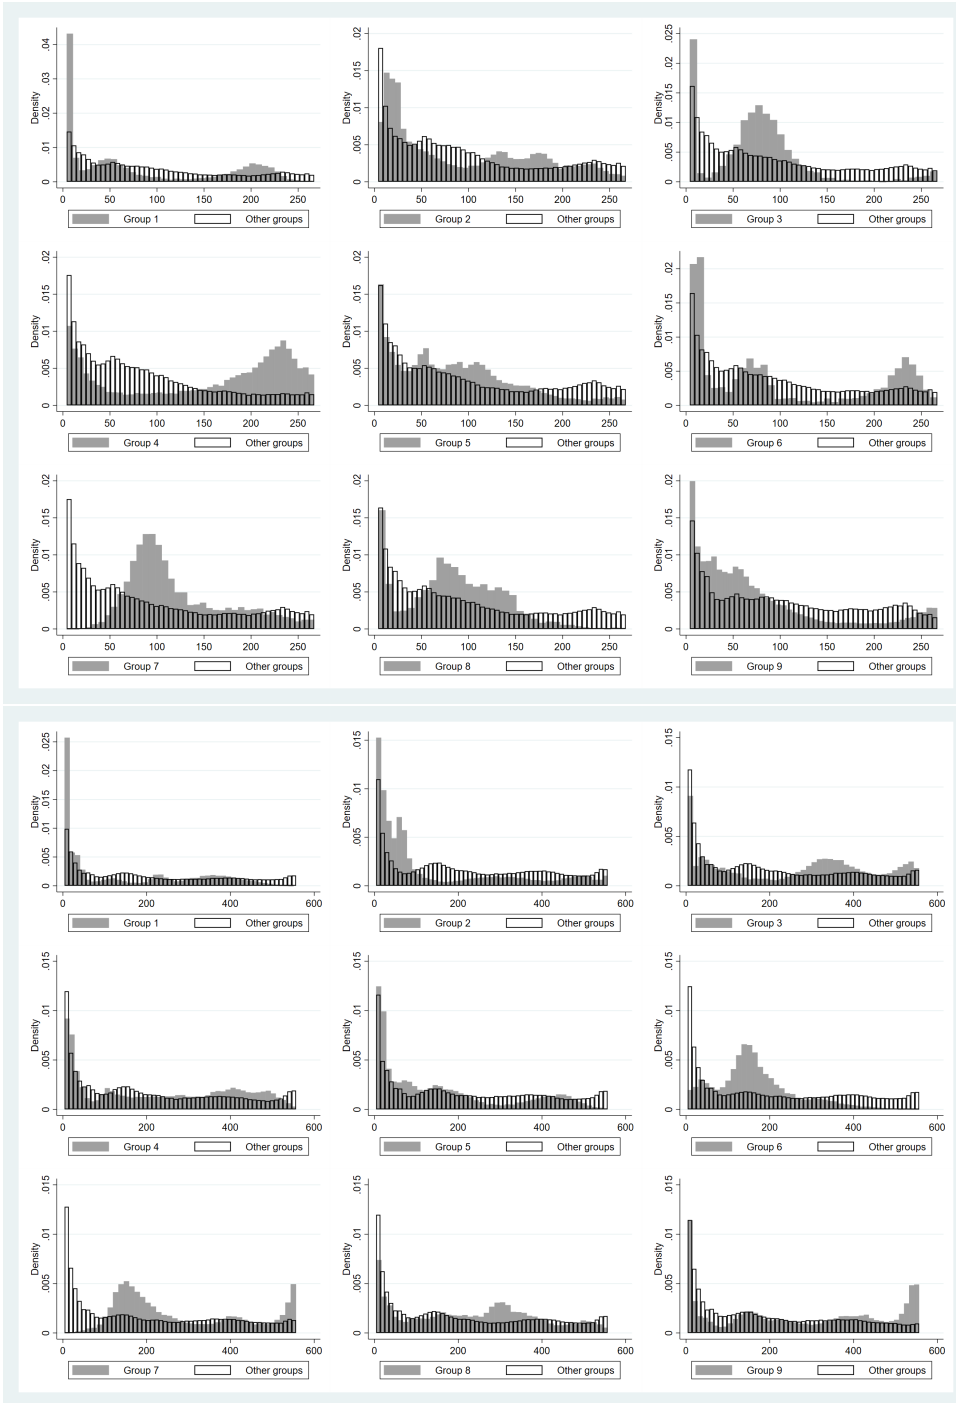 Density
.04
.03
.02
.01
0
0 50 100 150 200 250
Group 1 Other groups
Density
.02
.015
.01
.005
0
0 50 100 150 200 250
Group 2 Other groups
Density
.025
.02
.015
.01
.005
0
0 50 100 150 200 250
Group 3 Other groups
Density
.02
.015
.01
.005
0
0 50 100 150 200 250
Group 4 Other groups
Density
.02
.015
.01
.005
0
0 50 100 150 200 250
Group 5 Other groups
Density
.02
.015
.01
.005
0
0 50 100 150 200 250
Group 6 Other groups
Density
.02
.015
.01
.005
0
0 50 100 150 200 250
Group 7 Other groups
Density
.02
.015
.01
.005
0
0 50 100 150 200 250
Group 8 Other groups
Density
.02
.015
.01
.005
0
0 50 100 150 200 250
Group 9 Other groups
Density
.025
.02
.015
.01
.005
0
0 200 400 600
Group 1 Other groups
Density
.015
.01
.005
0
0 200 400 600
Group 2 Other groups
Density
.015
.01
.005
0
0 200 400 600
Group 3 Other groups
Density
.015
.01
.005
0
0 200 400 600
Group 4 Other groups
Density
.015
.01
.005
0
0 200 400 600
Group 5 Other groups
Density
.015
.01
.005
0
0 200 400 600
Group 6 Other groups
Density
.015
.01
.005
0
0 200 400 600
Group 7 Other groups
Density
.015
.01
.005
0
0 200 400 600
Group 8 Other groups
Density
.015
.01
.005
0
0 200 400 600
Group 9 Other groups